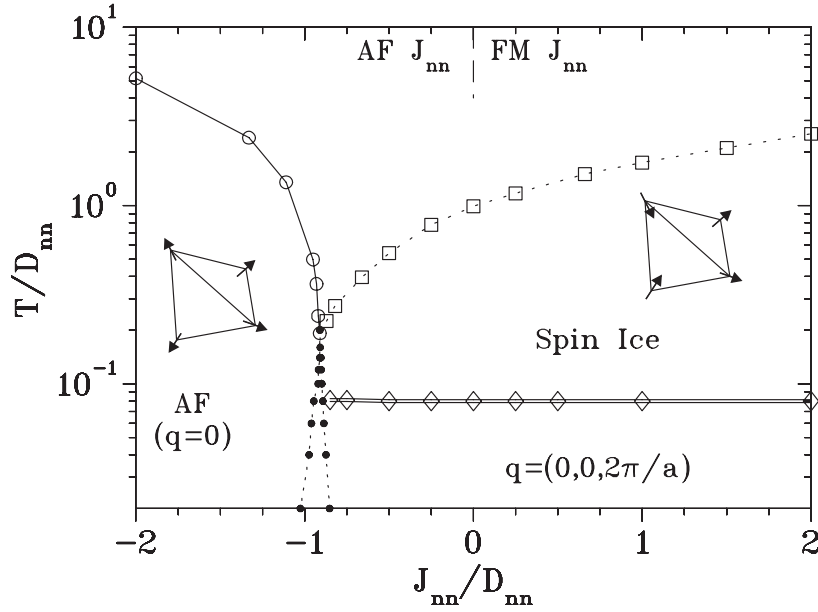 10^1
AF J_nn FM J_nn
10^0
T/D_nn
Spin Ice
10^-1
AF
(q=0)
q=(0,0,2π/a)
-2 -1 0 1 2
J_nn/D_nn